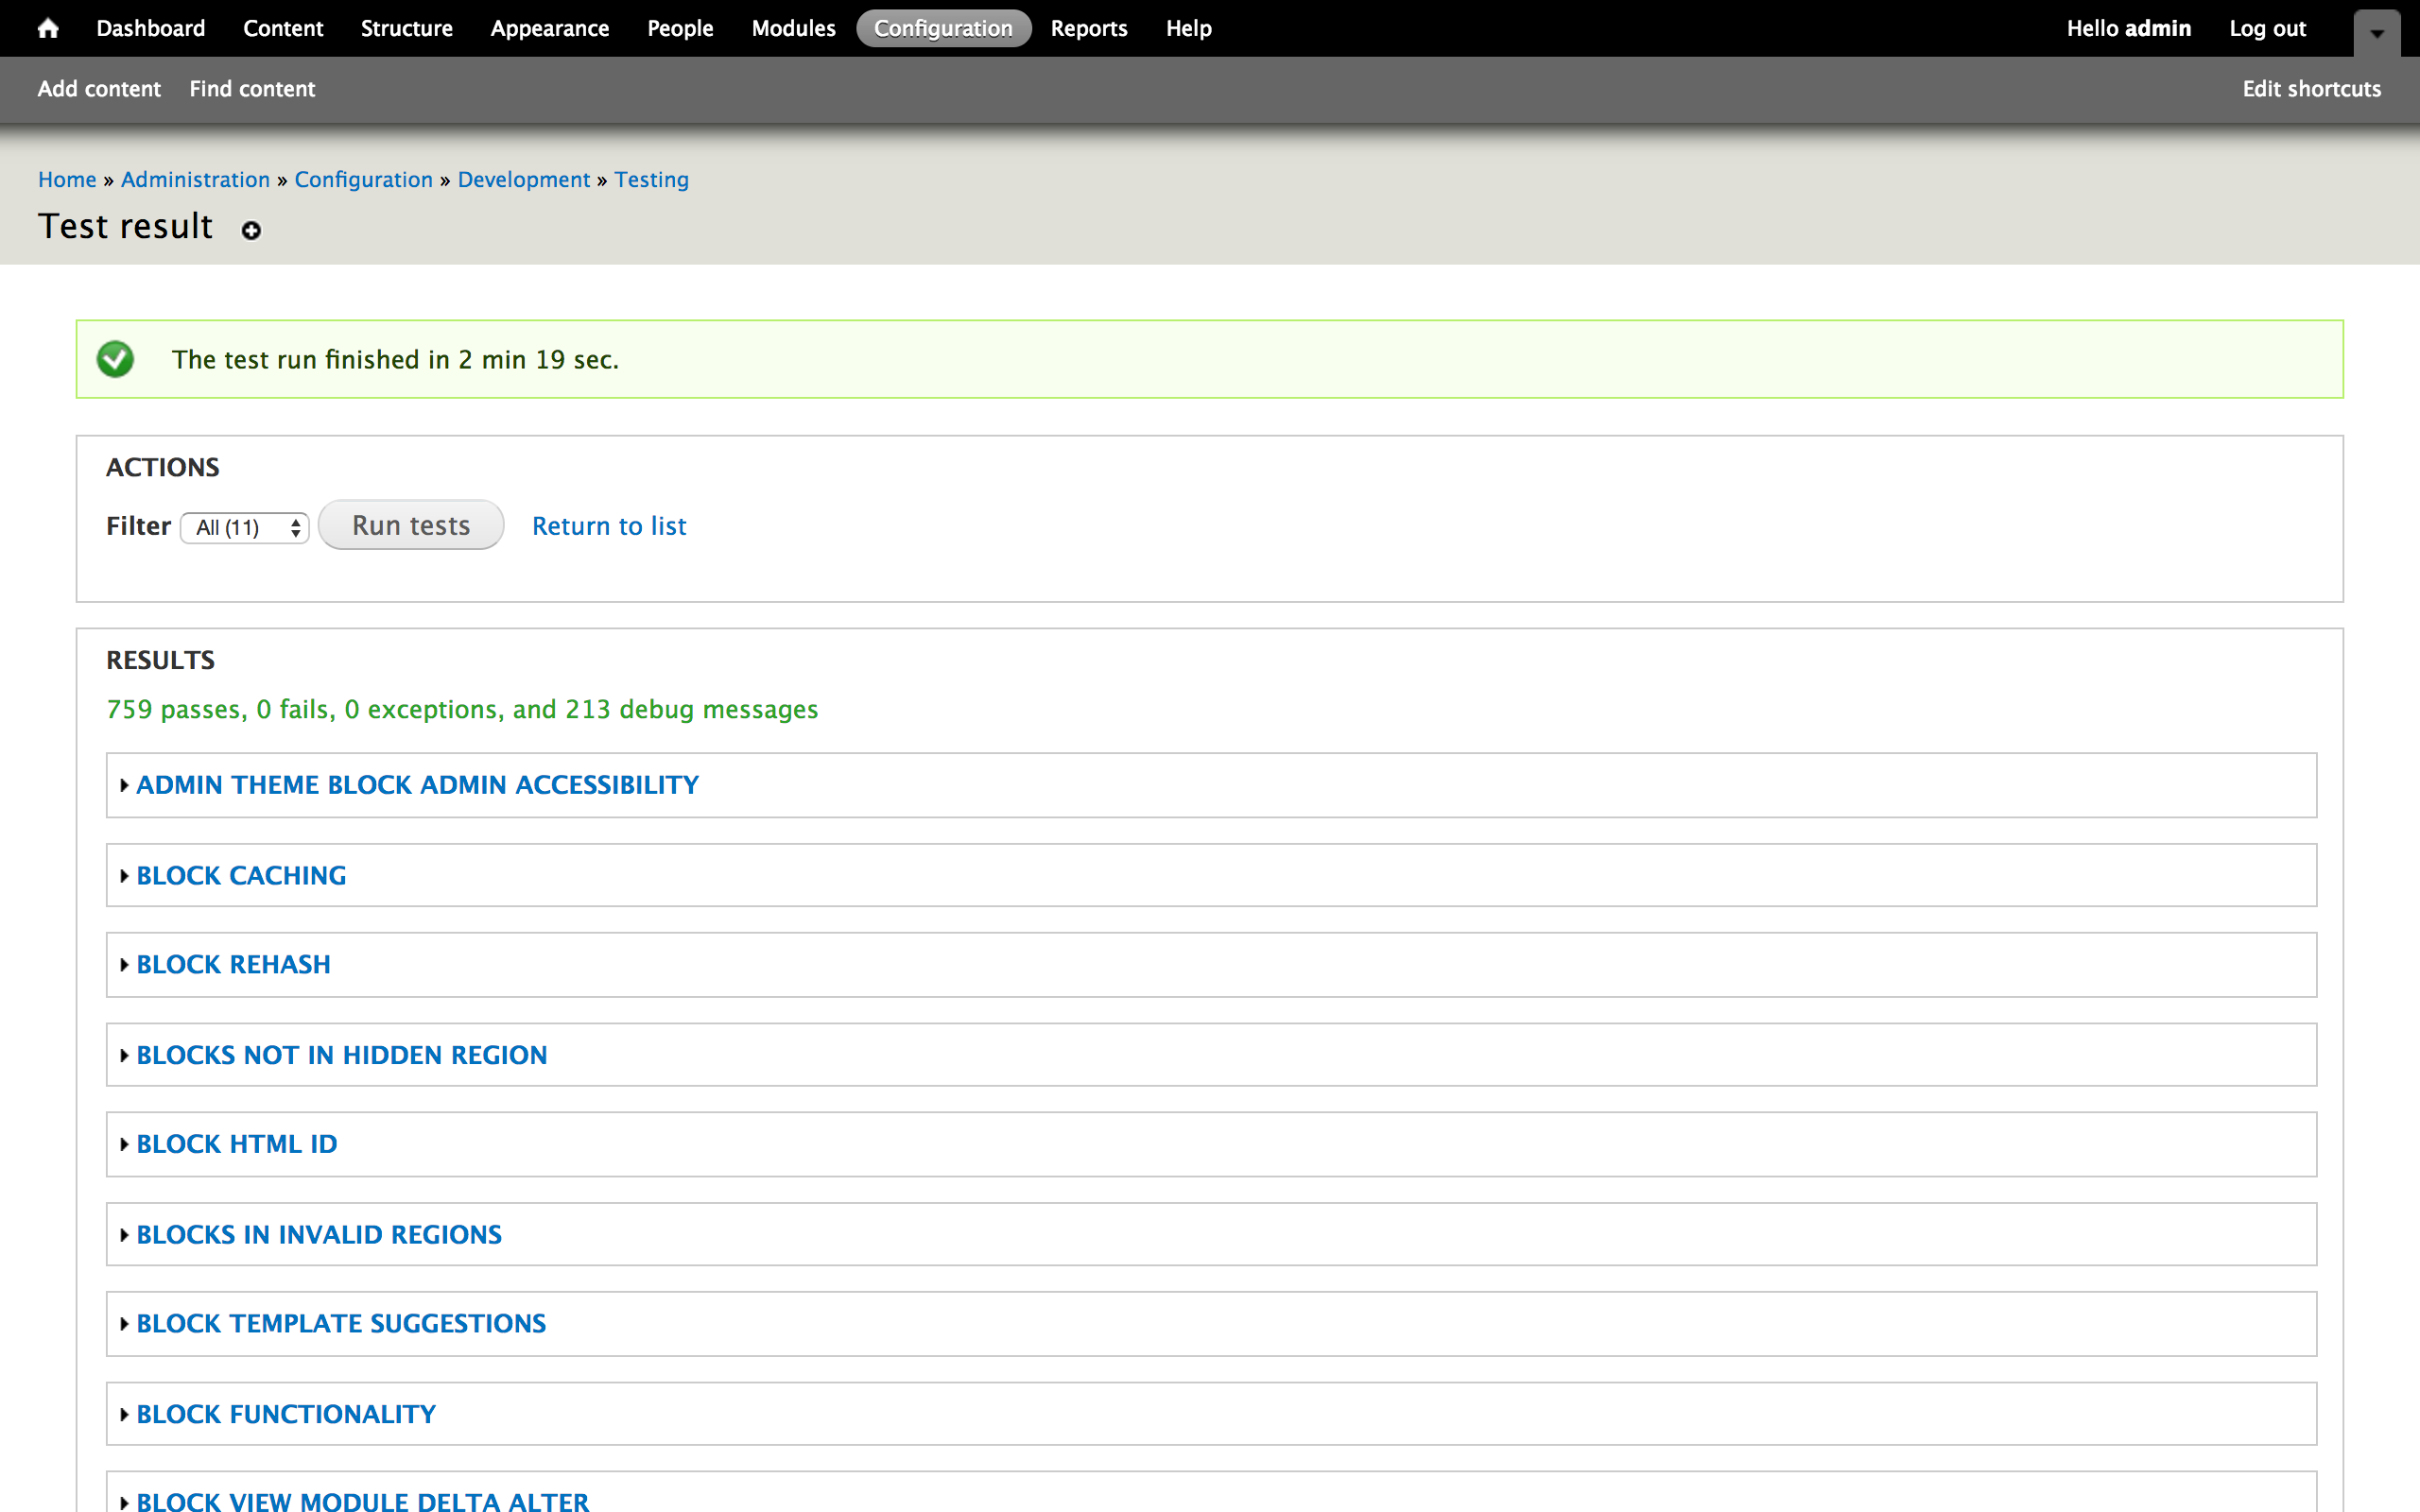 Dashboard Content Structure Appearance People Modules Configuration Reports Help Hello admin Log out
Add content Find content Edit shortcuts
Home » Administration » Configuration » Development » Testing
Test result
The test run finished in 2 min 19 sec.
ACTIONS
Filter All (11) Run tests Return to list
RESULTS
759 passes, 0 fails, 0 exceptions, and 213 debug messages
ADMIN THEME BLOCK ADMIN ACCESSIBILITY
BLOCK CACHING
BLOCK REHASH
BLOCKS NOT IN HIDDEN REGION
BLOCK HTML ID
BLOCKS IN INVALID REGIONS
BLOCK TEMPLATE SUGGESTIONS
BLOCK FUNCTIONALITY
BLOCK VIEW MODULE DELTA ALTER